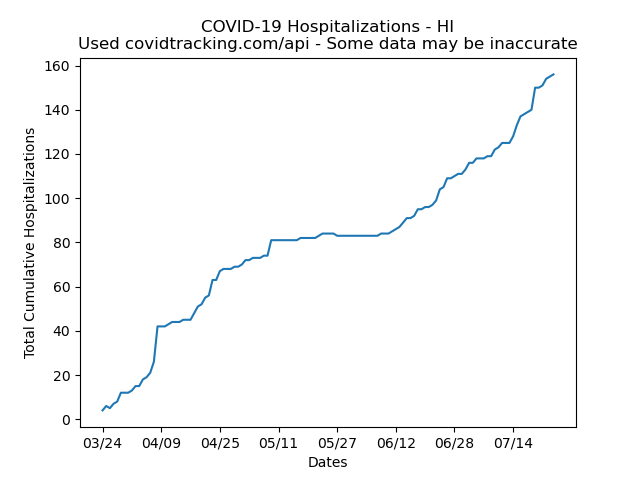 COVID-19 Hospitalizations - HI
Used covidtracking.com/api - Some data may be inaccurate
Total Cumulative Hospitalizations
160
140
120
100
80
60
40
20
0
03/24 04/09 04/25 05/11 05/27 06/12 06/28 07/14
Dates